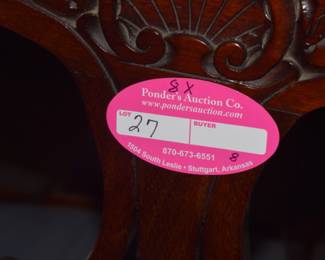 8X
Ponder's Auction Co.
www.pondersauction.com
LOT BUYER
27
870-673-6551 8
1504 South Leslie • Stuttgart, Arkansas